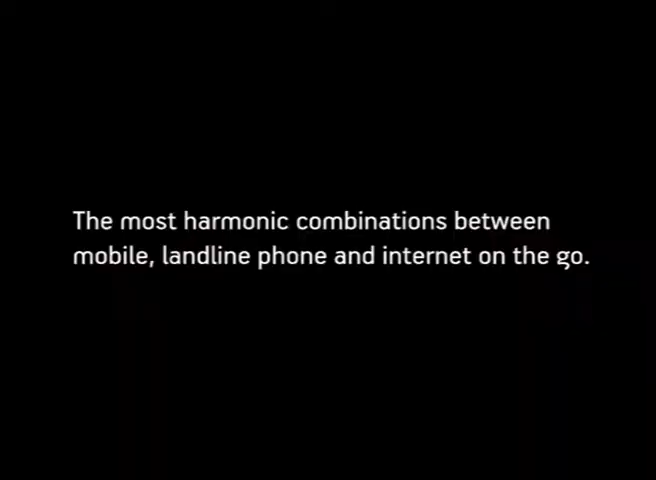 The most harmonic combinations between
mobile, landline phone and internet on the go.